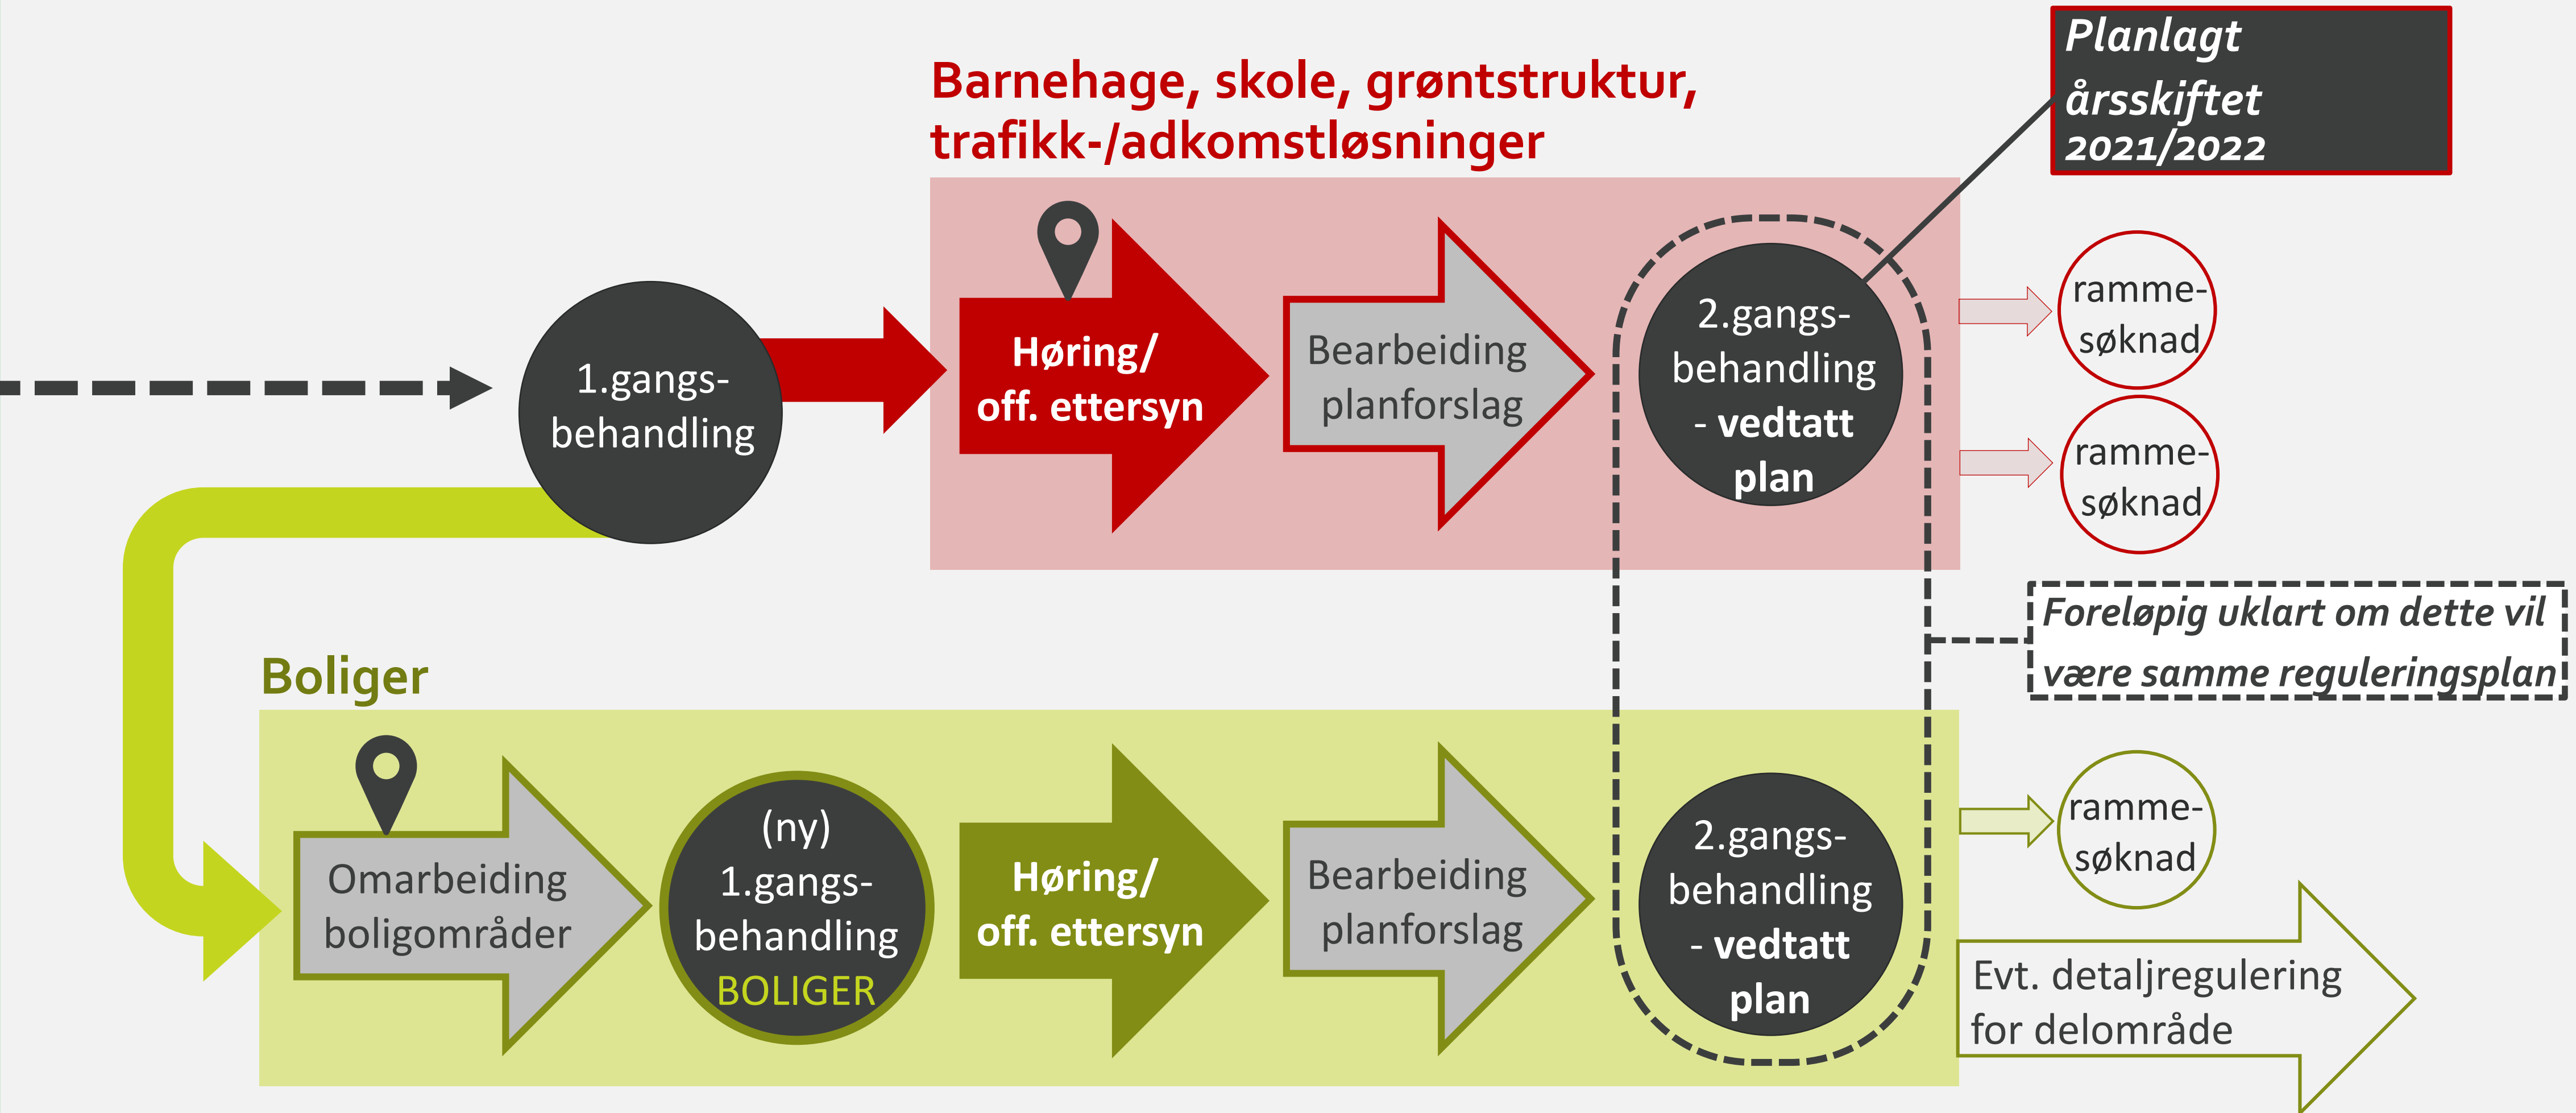 Planlagt
årsskiftet
2021/2022
Barnehage, skole, grøntstruktur,
trafikk-/adkomstløsninger
1.gangs-
behandling
Høring/
off. ettersyn
Bearbeiding
planforslag
2.gangs-
behandling
- vedtatt
plan
ramme-
søknad
ramme-
søknad
Foreløpig uklart om dette vil
være samme reguleringsplan
Boliger
Omarbeiding
boligområder
(ny)
1.gangs-
behandling
BOLIGER
Høring/
off. ettersyn
Bearbeiding
planforslag
2.gangs-
behandling
- vedtatt
plan
ramme-
søknad
Evt. detaljregulering
for delområde